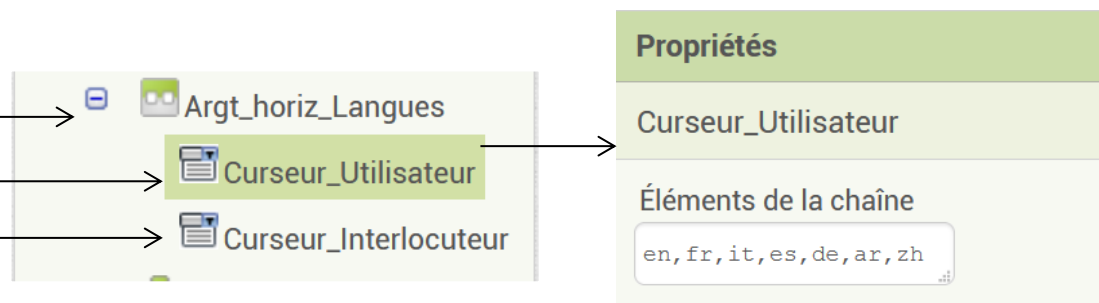 Argt_horiz_Langues
Curseur_Utilisateur
Curseur_Interlocuteur
Propriétés
Curseur_Utilisateur
Éléments de la chaîne
en,fr,it,es,de,ar,zh